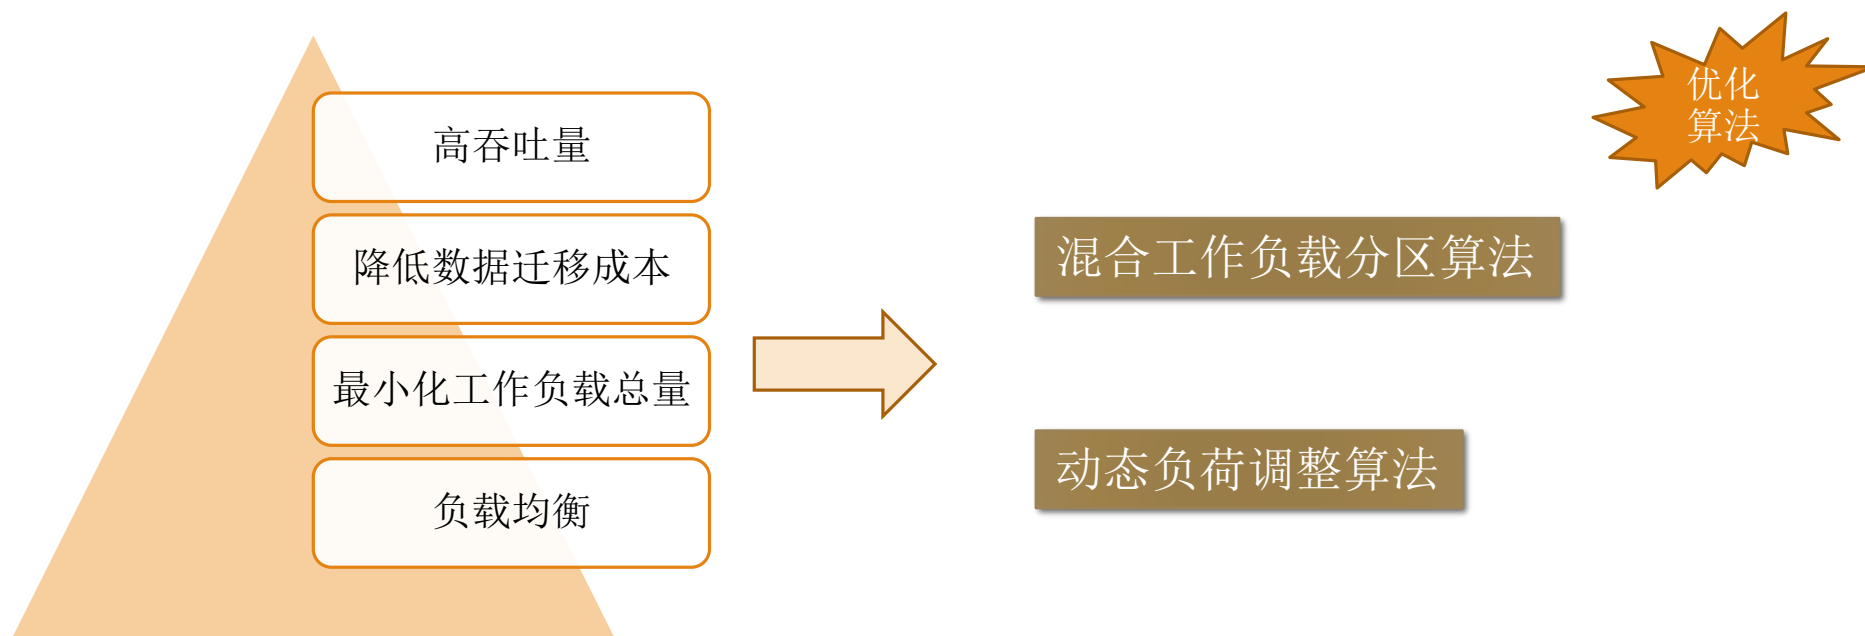 高吞吐量
降低数据迁移成本
最小化工作负载总量
负载均衡
优化
算法
混合工作负载分区算法
动态负荷调整算法